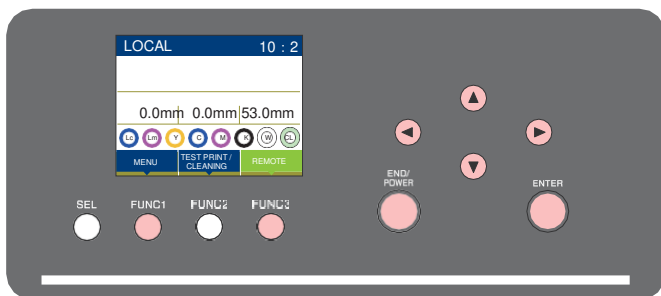 LOCAL 10 : 2
0.0mm 0.0mm 53.0mm
Lc Lm Y C M K W CL
MENU TEST PRINT / CLEANING REMOTE
SEL FUNC1 FUNC2 FUNC3
END/
POWER
ENTER